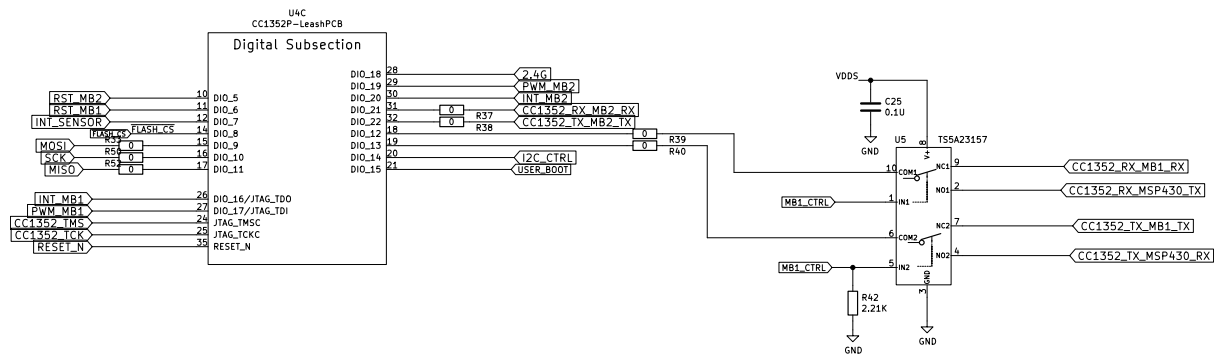 U4C
CC1352P-LeashPCB
Digital Subsection
RST_MB2 10 DIO_5
RST_MB1 11 DIO_6
INT_SENSOR 12 DIO_7
FLASH_CS FLASH_CS 14 DIO_8
R33
MOSI 0 15 DIO_9
R50
SCK 0 16 DIO_10
R52
MISO 0 17 DIO_11
INT_MB1 26 DIO_16/JTAG_TDO
PWM_MB1 27 DIO_17/JTAG_TDI
CC1352_TMS 24 JTAG_TMSC
CC1352_TCK 25 JTAG_TCKC
RESET_N 35 RESET_N
DIO_18 28 2.4G
DIO_19 29 PWM_MB2
DIO_20 30 INT_MB2
DIO_21 31 0 R37 CC1352_RX_MB2_RX
DIO_22 32 0 R38 CC1352_TX_MB2_TX
DIO_12 18 0 R39
DIO_13 19 0 R40
DIO_14 20 I2C_CTRL
DIO_15 21 USER_BOOT
VDDS
C25
0.1U
GND
U5 TS5A23157
8 V+
10 COM1
NC1 9 CC1352_RX_MB1_RX
NO1 2 CC1352_RX_MSP430_TX
MB1_CTRL 1 IN1
NC2 7 CC1352_TX_MB1_TX
6 COM2
NO2 4 CC1352_TX_MSP430_RX
MB1_CTRL 5 IN2
GND 3
R42
2.21K
GND
GND